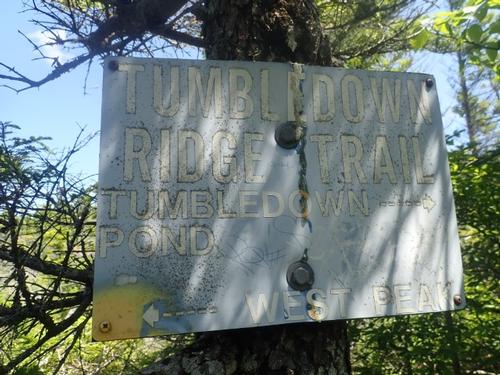 TUMBLEDOWN
RIDGE TRAIL
TUMBLEDOWN
POND
WEST PEAK